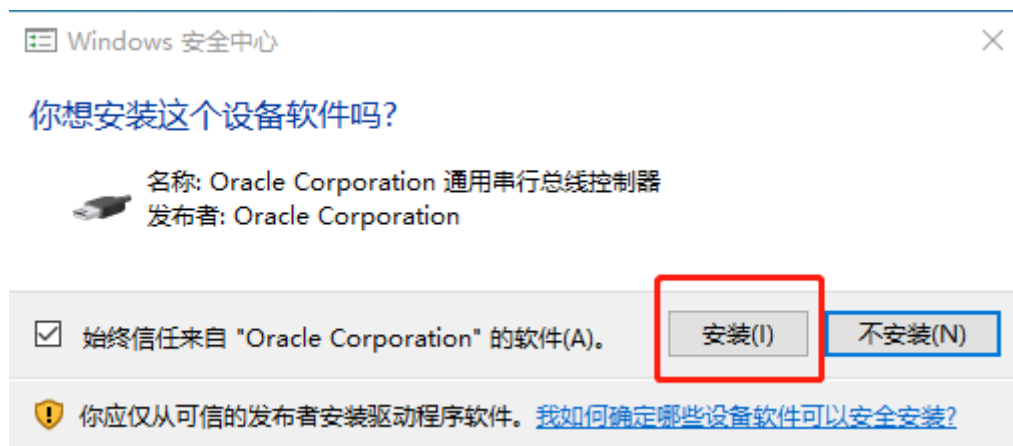 Windows 安全中心
你想安装这个设备软件吗?
名称: Oracle Corporation 通用串行总线控制器
发布者: Oracle Corporation
始终信任来自 "Oracle Corporation" 的软件(A)。 安装(I) 不安装(N)
你应仅从可信的发布者安装驱动程序软件。我如何确定哪些设备软件可以安全安装?